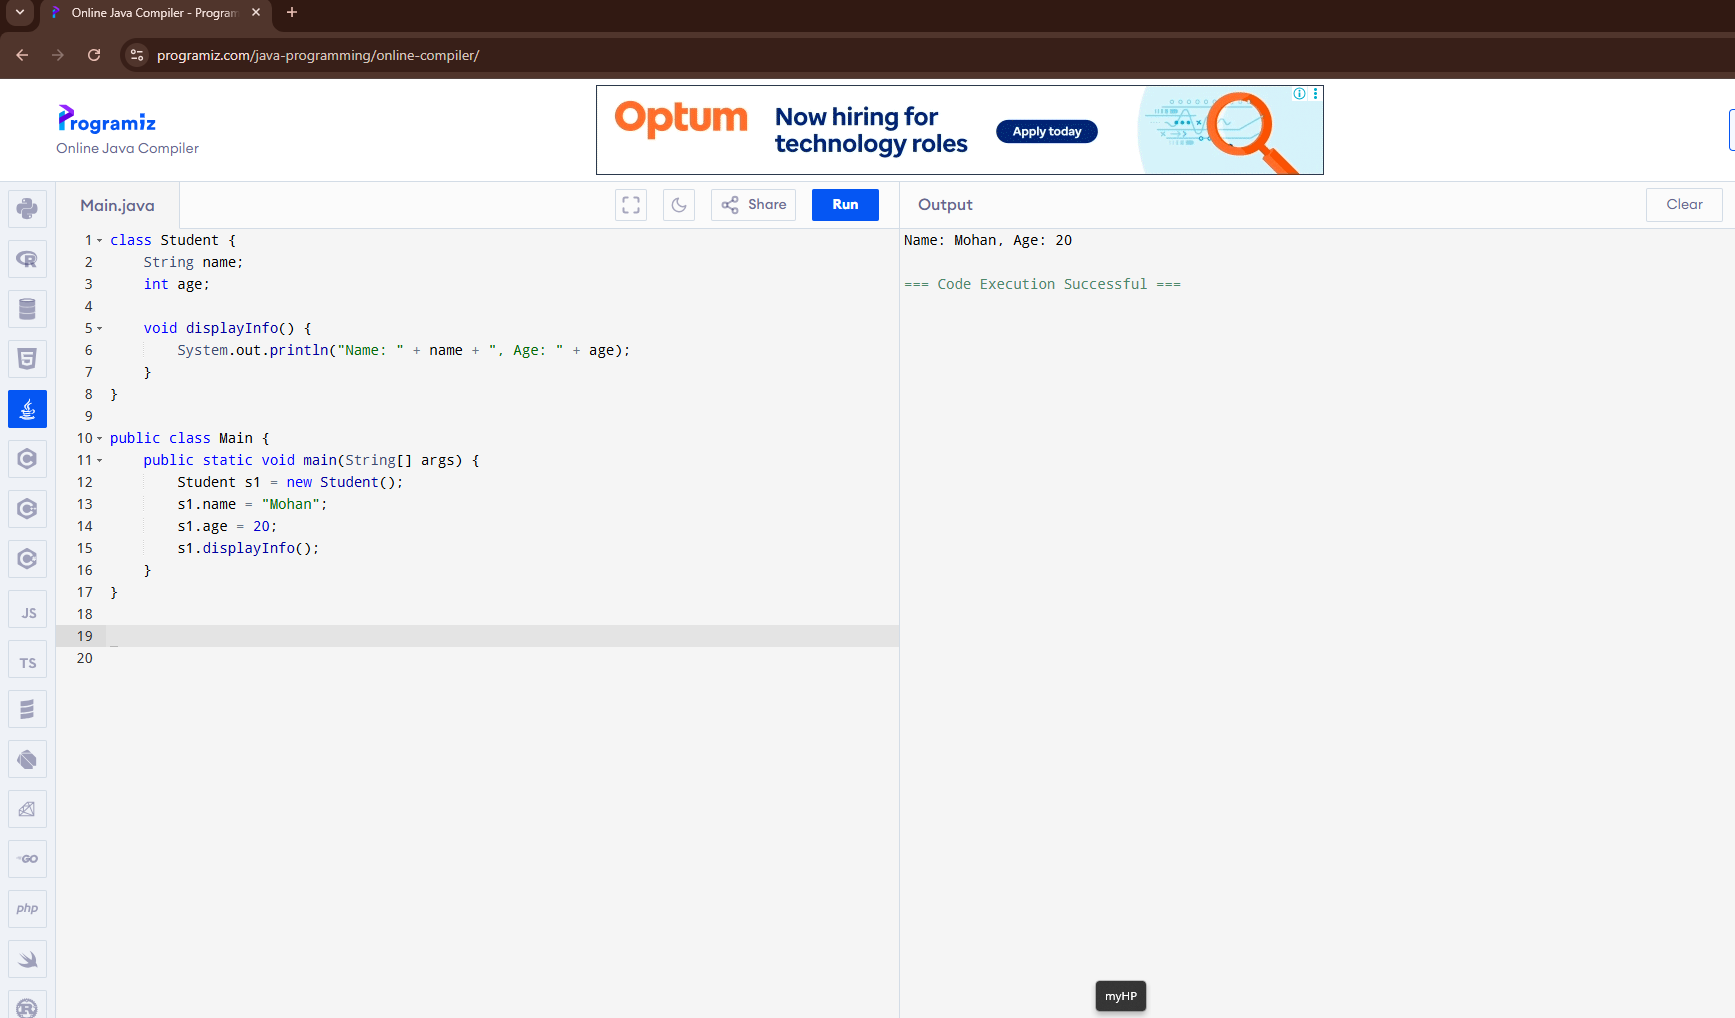 Online Java Compiler - Program
programiz.com/java-programming/online-compiler/
Programiz
Online Java Compiler
Optum
Now hiring for
technology roles
Apply today
Main.java
Share
Run
Output
Clear
1 class Student {
2     String name;
3     int age;
4
5     void displayInfo() {
6         System.out.println("Name: " + name + ", Age: " + age);
7     }
8 }
9
10 public class Main {
11     public static void main(String[] args) {
12         Student s1 = new Student();
13         s1.name = "Mohan";
14         s1.age = 20;
15         s1.displayInfo();
16     }
17 }
18
19
20
Name: Mohan, Age: 20
=== Code Execution Successful ===
R
5
C
C
C
JS
TS
GO
php
R
myHP